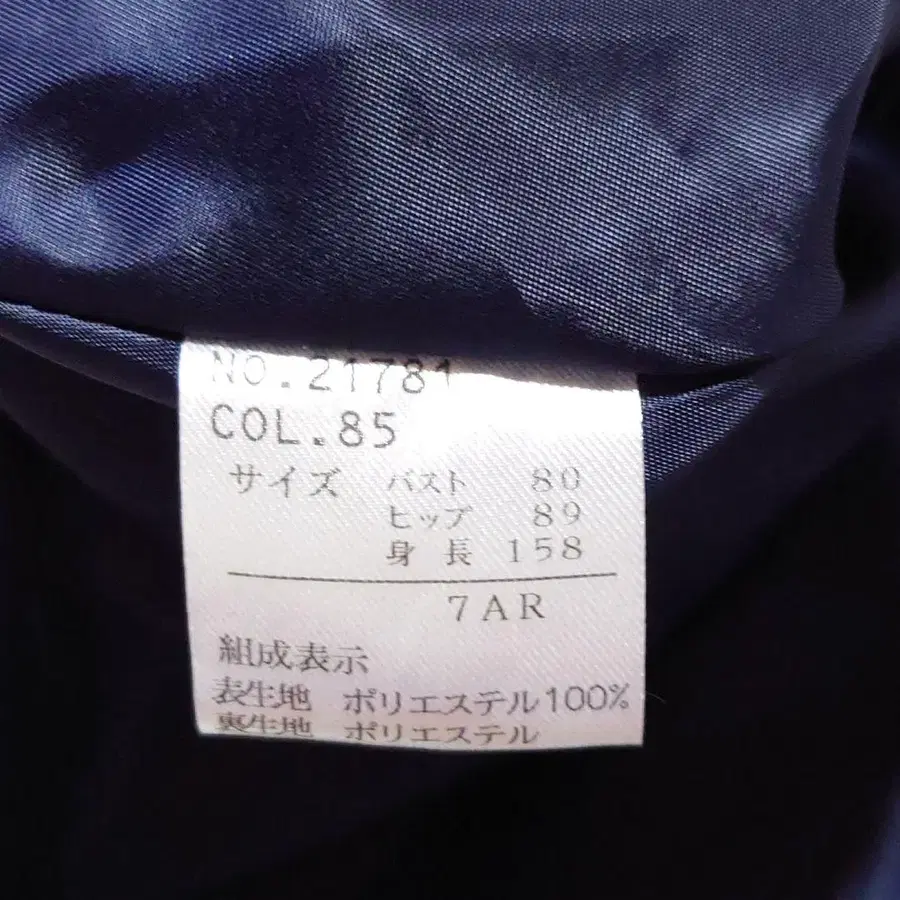 NO.21781
COL.85
サイズ バスト 80
ヒップ 89
身長 158
7AR
組成表示
表生地 ポリエステル100%
裏生地 ポリエステル